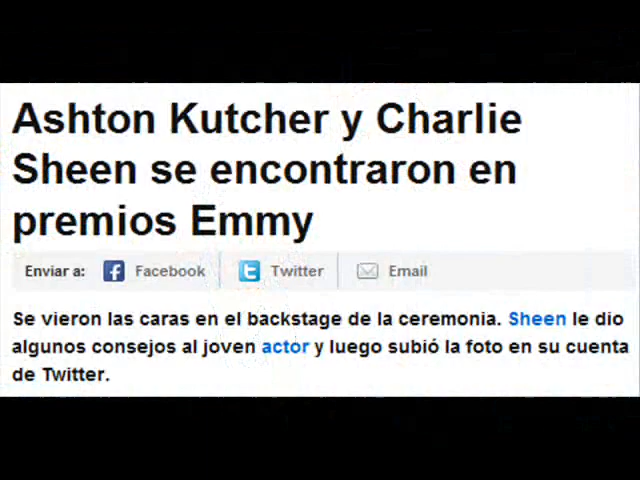 Ashton Kutcher y Charlie
Sheen se encontraron en
premios Emmy
Enviar a: Facebook Twitter Email
Se vieron las caras en el backstage de la ceremonia. Sheen le dio
algunos consejos al joven actor y luego subió la foto en su cuenta
de Twitter.